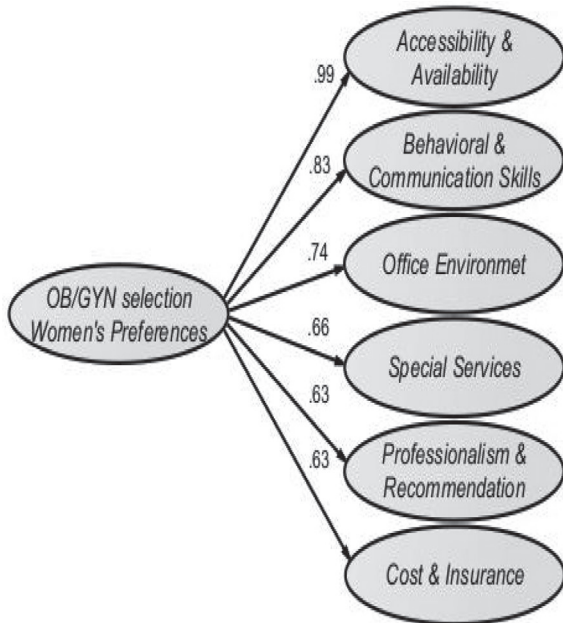 Accessibility &
Availability
.99
Behavioral &
Communication Skills
.83
.74
Office Environmet
OB/GYN selection
Women's Preferences
.66
Special Services
.63
Professionalism &
Recommendation
.63
Cost & Insurance